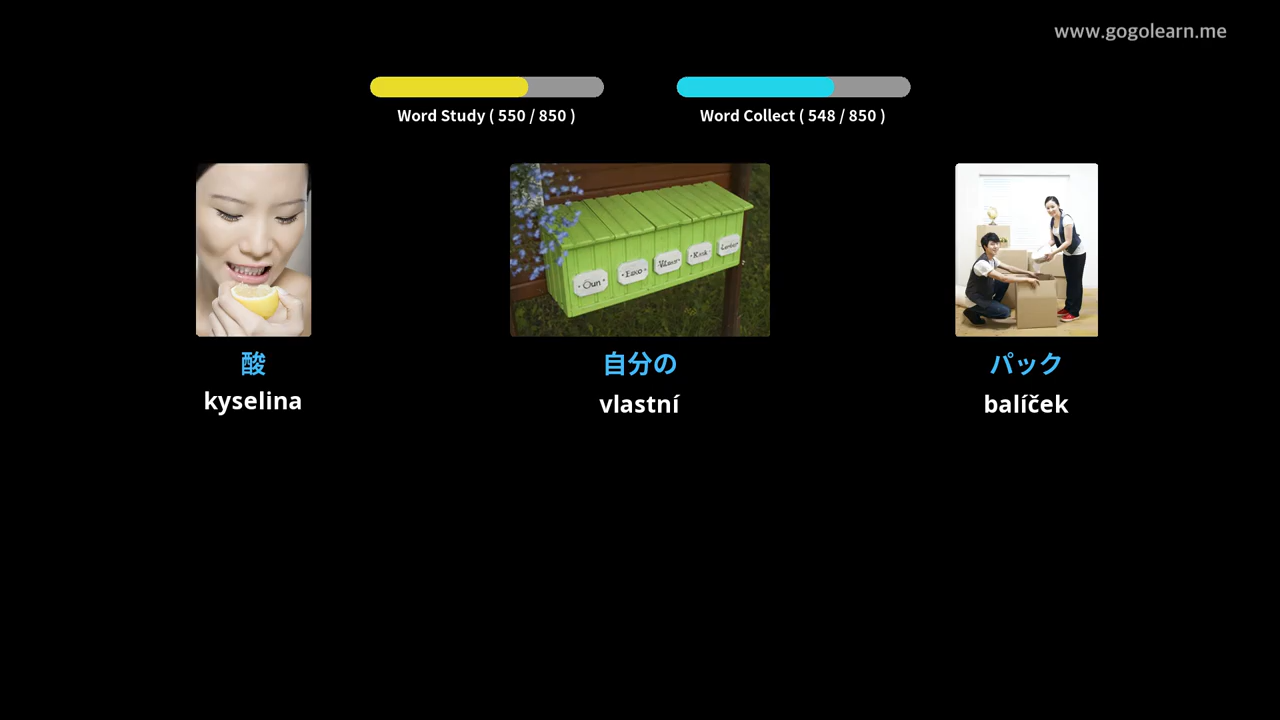 www.gogolearn.me
Word Study ( 550 / 850 )
Word Collect ( 548 / 850 )
酸
kyselina
自分の
vlastní
パック
balíček